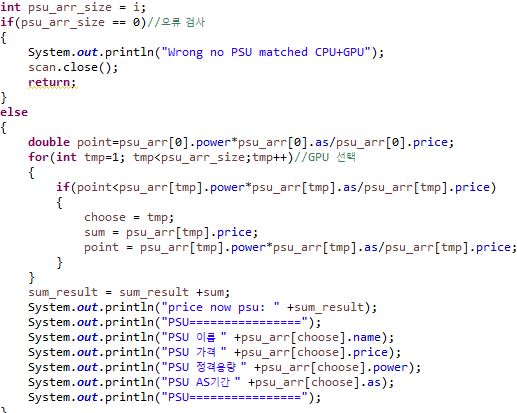 int psu_arr_size = i;
if(psu_arr_size == 0)//오류 검사
{
System.out.println("Wrong no PSU matched CPU+GPU");
scan.close();
return;
}
else
{
double point=psu_arr[0].power*psu_arr[0].as/psu_arr[0].price;
for(int tmp=1; tmp<psu_arr_size;tmp++)//GPU 선택
{
if(point<psu_arr[tmp].power*psu_arr[tmp].as/psu_arr[tmp].price)
{
choose = tmp;
sum = psu_arr[tmp].price;
point = psu_arr[tmp].power*psu_arr[tmp].as/psu_arr[tmp].price;
}
}
sum_result = sum_result +sum;
System.out.println("price now psu: " +sum_result);
System.out.println("PSU================");
System.out.println("PSU 이름 " +psu_arr[choose].name);
System.out.println("PSU 가격 " +psu_arr[choose].price);
System.out.println("PSU 정격용량 " +psu_arr[choose].power);
System.out.println("PSU AS기간 " +psu_arr[choose].as);
System.out.println("PSU================");
}